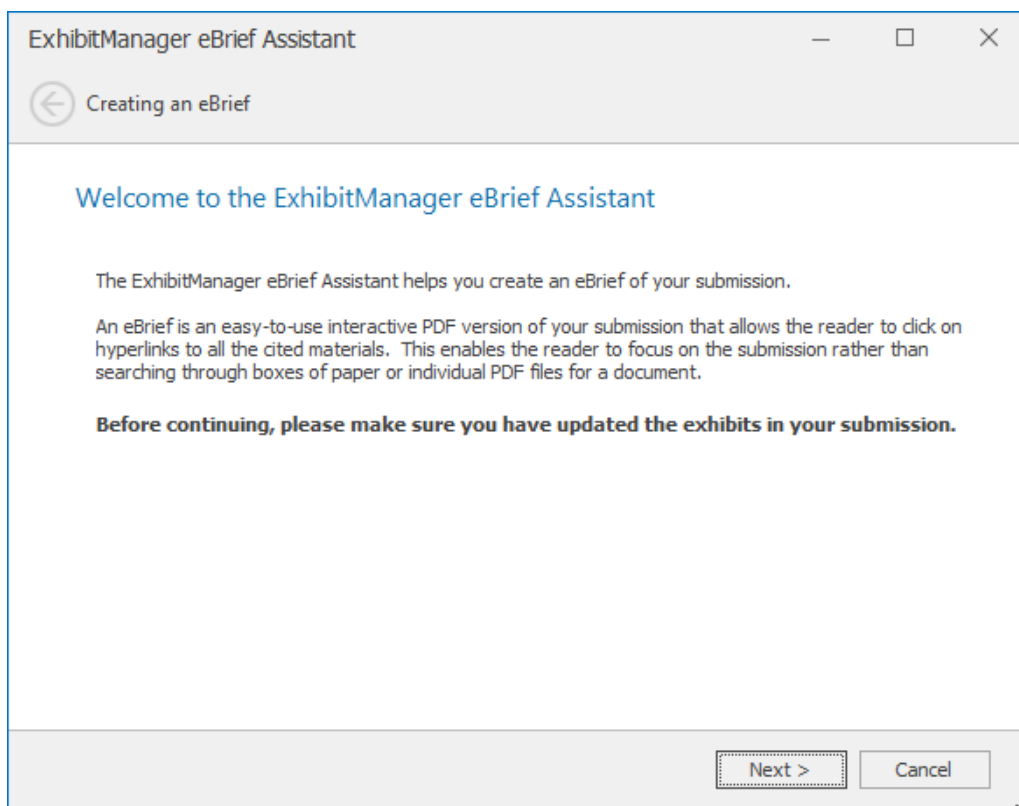 ExhibitManager eBrief Assistant
Creating an eBrief
Welcome to the ExhibitManager eBrief Assistant
The ExhibitManager eBrief Assistant helps you create an eBrief of your submission.
An eBrief is an easy-to-use interactive PDF version of your submission that allows the reader to click on
hyperlinks to all the cited materials.  This enables the reader to focus on the submission rather than
searching through boxes of paper or individual PDF files for a document.
Before continuing, please make sure you have updated the exhibits in your submission.
Next >
Cancel